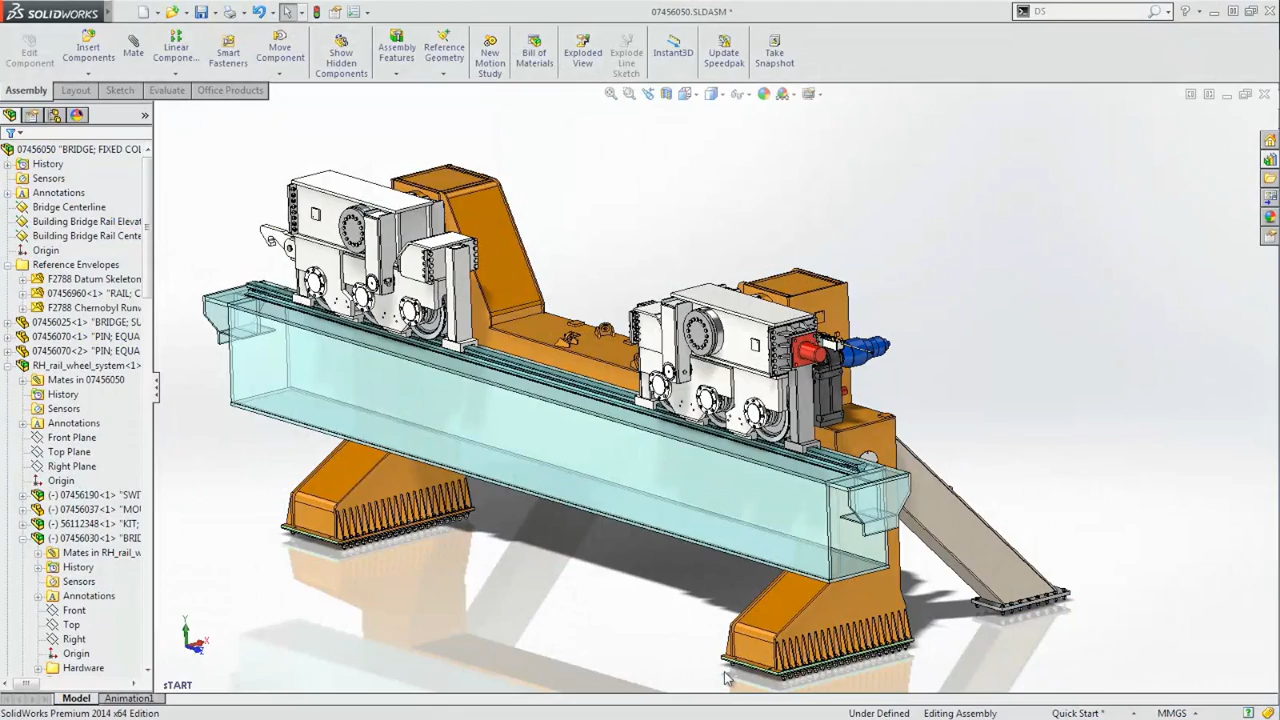 SOLIDWORKS
07456050.SLDASM *
DS
Edit Component
Insert Components
Mate
Linear Compone...
Smart Fasteners
Move Component
Show Hidden Components
Assembly Features
Reference Geometry
New Motion Study
Bill of Materials
Exploded View
Explode Line Sketch
Instant3D
Update Speedpak
Take Snapshot
Assembly
Layout
Sketch
Evaluate
Office Products
07456050 "BRIDGE; FIXED COL
History
Sensors
Annotations
Bridge Centerline
Building Bridge Rail Elevat
Building Bridge Rail Cente
Origin
Reference Envelopes
F2788 Datum Skeleton
07456960<1> "RAIL; C
F2788 Chernobyl Runw
07456025<1> "BRIDGE; SU
07456070<1> "PIN; EQUA
07456070<2> "PIN; EQUA
RH_rail_wheel_system<1>
Mates in 07456050
History
Sensors
Annotations
Front Plane
Top Plane
Right Plane
Origin
(-) 07456190<1> "SWI
(-) 07456037<1> "MOU
(-) 56112348<1> "KIT;
(-) 07456030<1> "BRID
Mates in RH_rail_w
History
Sensors
Annotations
Front
Top
Right
Origin
Hardware
Y
X
Z
sTART
Model
Animation1
SolidWorks Premium 2014 x64 Edition
Under Defined
Editing Assembly
Quick Start *
MMGS